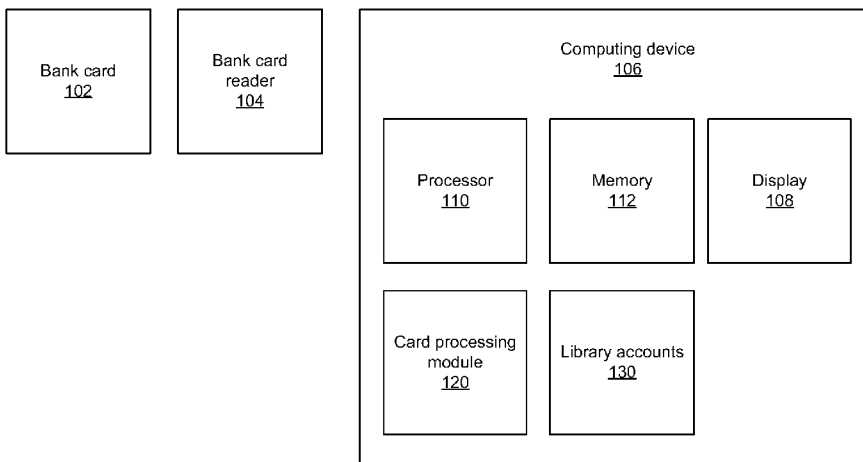 Bank card
102
Bank card
reader
104
Computing device
106
Processor
110
Memory
112
Display
108
Card processing
module
120
Library accounts
130